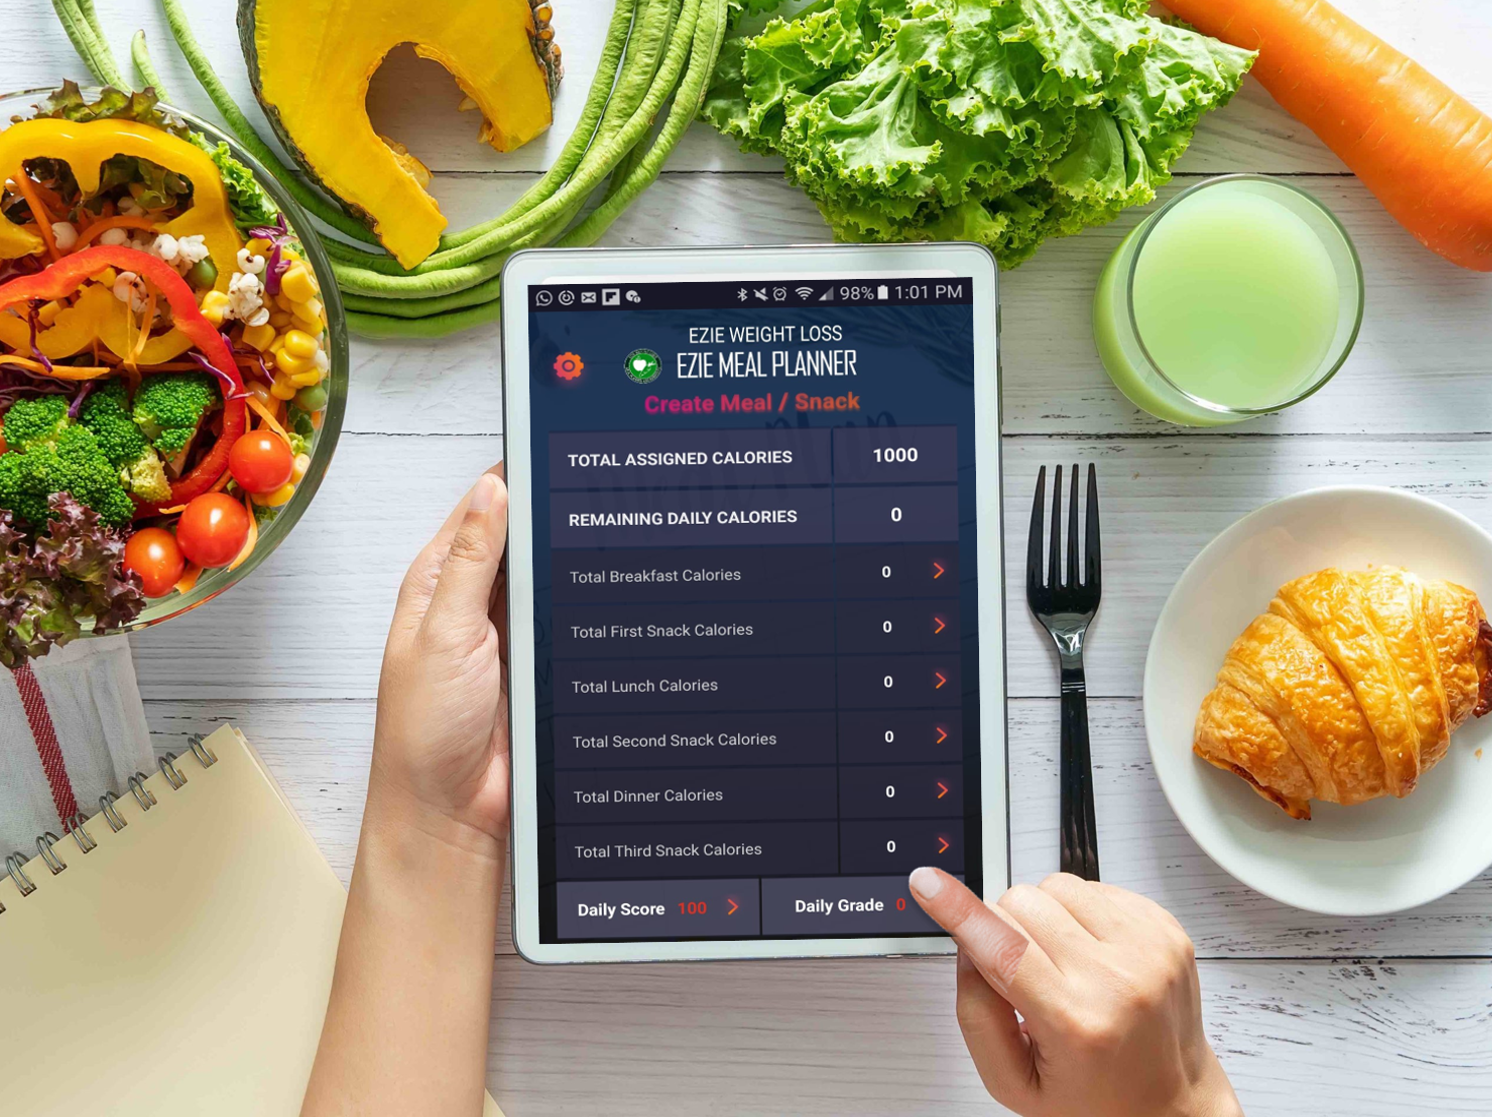 98% 1:01 PM
EZIE WEIGHT LOSS
EZIE MEAL PLANNER
Create Meal / Snack
TOTAL ASSIGNED CALORIES 1000
REMAINING DAILY CALORIES 0
Total Breakfast Calories 0 >
Total First Snack Calories 0 >
Total Lunch Calories 0 >
Total Second Snack Calories 0 >
Total Dinner Calories 0 >
Total Third Snack Calories 0 >
Daily Score 100 > Daily Grade 0